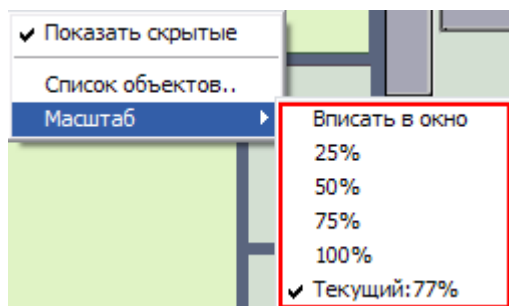 Показать скрытые
Список объектов..
Масштаб
Вписать в окно
25%
50%
75%
100%
Текущий:77%